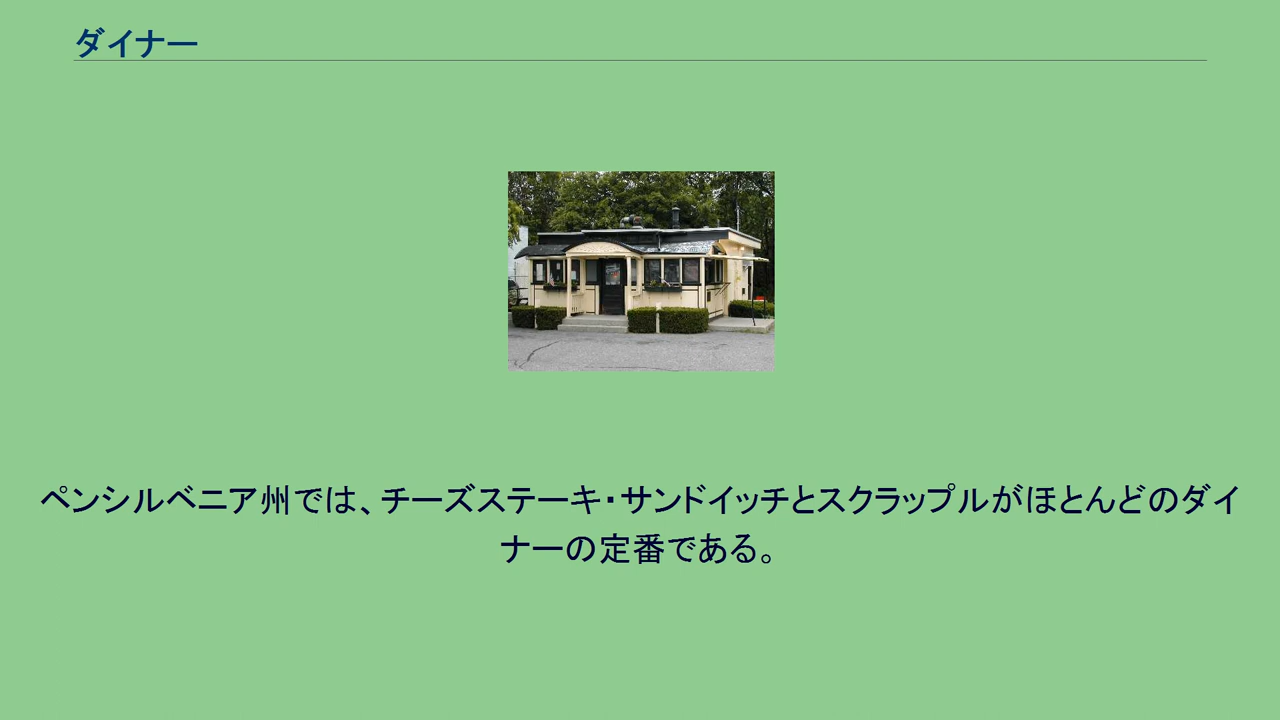 ダイナー
ペンシルベニア州では、チーズステーキ・サンドイッチとスクラップルがほとんどのダイ
ナーの定番である。